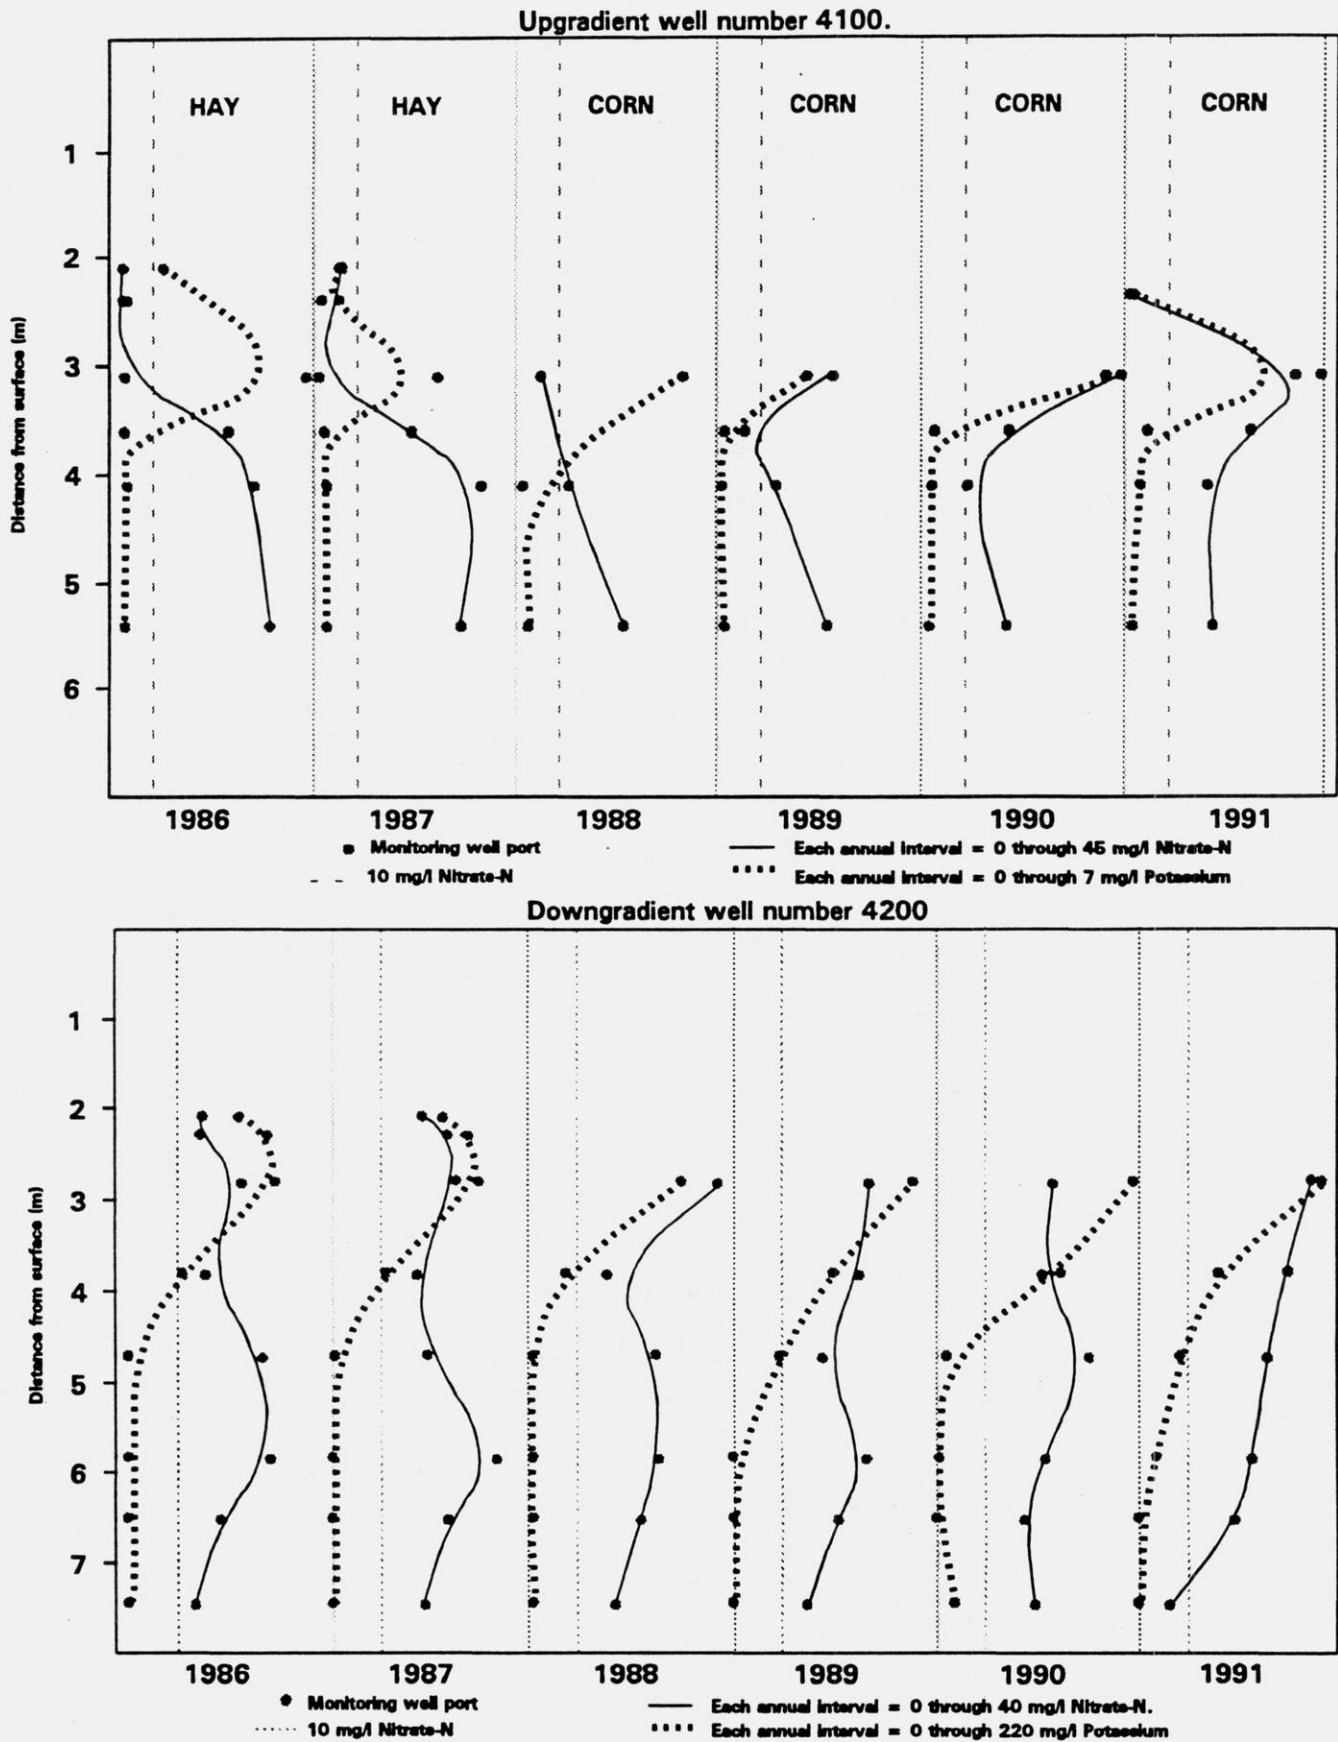 Upgradient well number 4100.
HAY HAY CORN CORN CORN CORN
1
2
3
4
5
6
Distance from surface (m)
1986 1987 1988 1989 1990 1991
Monitoring well port
10 mg/l Nitrate-N
Each annual interval = 0 through 45 mg/l Nitrate-N
Each annual interval = 0 through 7 mg/l Potassium
Downgradient well number 4200
1
2
3
4
5
6
7
Distance from surface (m)
1986 1987 1988 1989 1990 1991
Monitoring well port
10 mg/l Nitrate-N
Each annual interval = 0 through 40 mg/l Nitrate-N.
Each annual interval = 0 through 220 mg/l Potassium